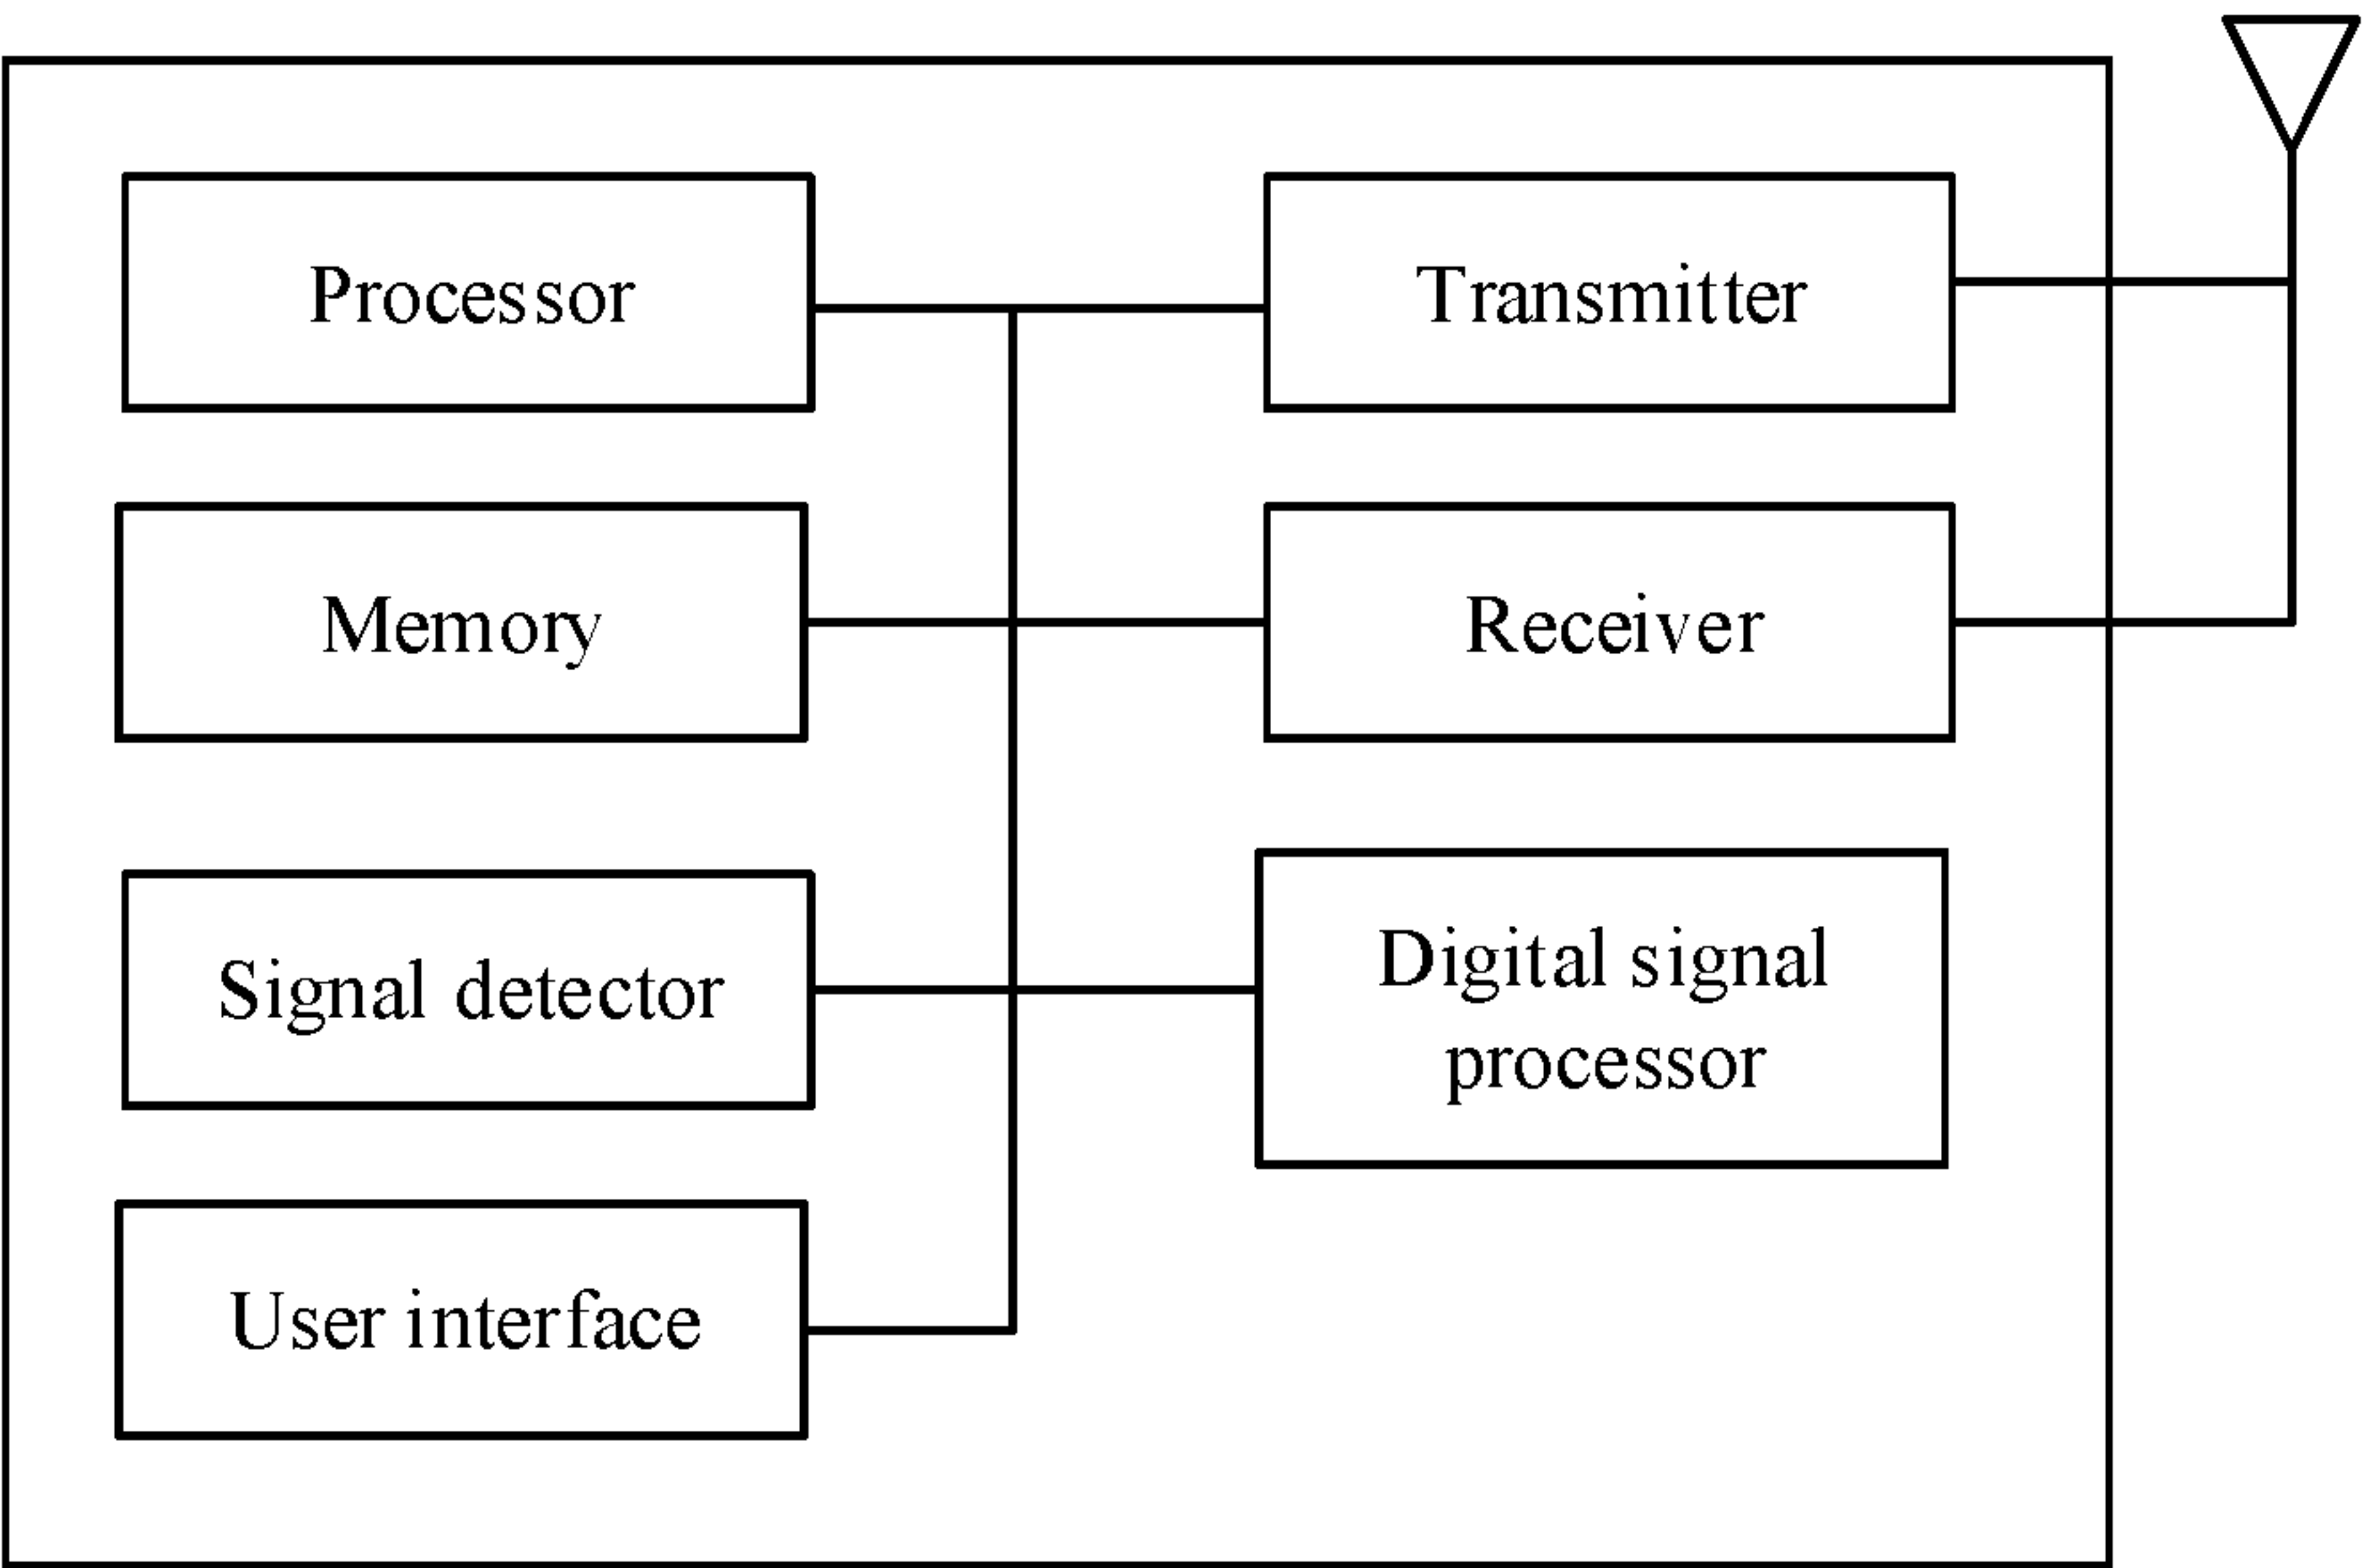 Processor
Transmitter
Memory
Receiver
Signal detector
Digital signal
processor
User interface